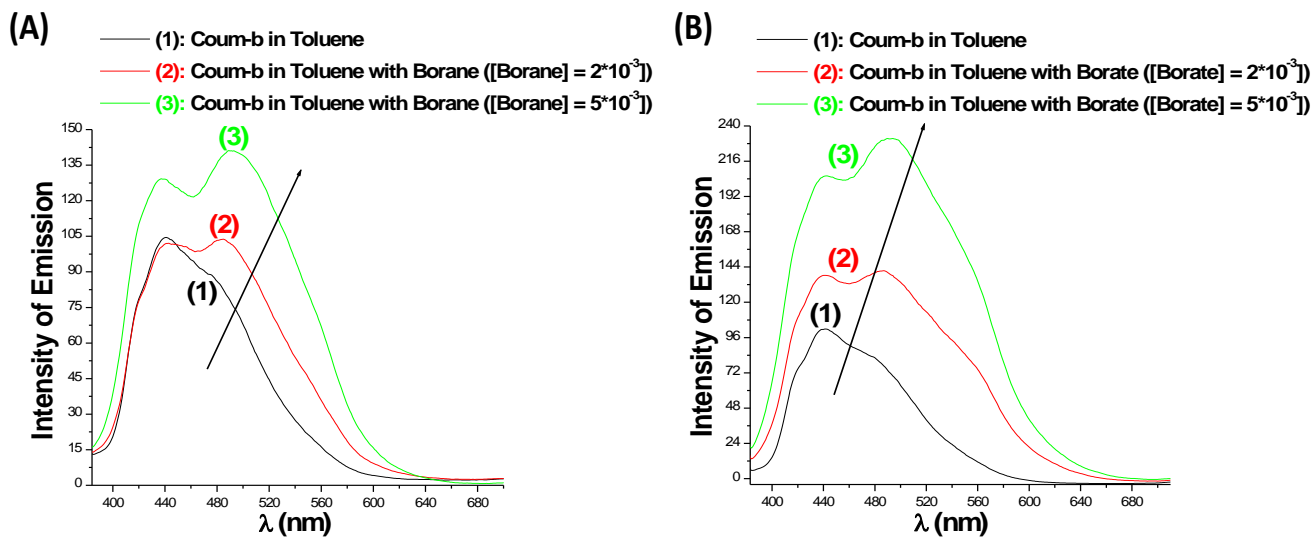 (A)
(1): Coum-b in Toluene
(2): Coum-b in Toluene with Borane ([Borane] = 2*10-3])
(3): Coum-b in Toluene with Borane ([Borane] = 5*10-3])
150
135
120
105
90
75
60
45
30
15
0
Intensity of Emission
(3)
(2)
(1)
400 440 480 520 560 600 640 680
λ (nm)
(B)
(1): Coum-b in Toluene
(2): Coum-b in Toluene with Borate ([Borate] = 2*10-3])
(3): Coum-b in Toluene with Borate ([Borate] = 5*10-3])
240
216
192
168
144
120
96
72
48
24
0
Intensity of Emission
(3)
(2)
(1)
400 440 480 520 560 600 640 680
λ (nm)